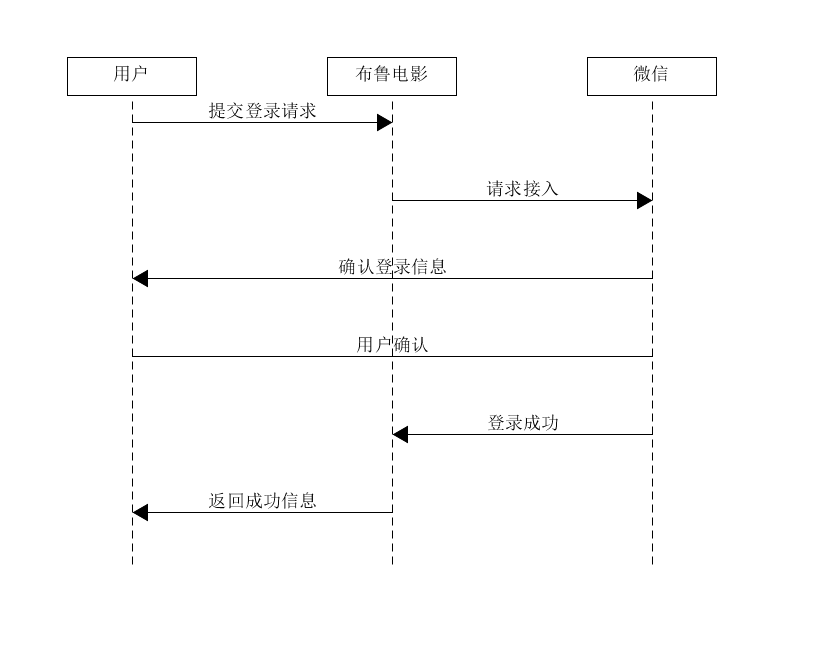 用户
布鲁电影
微信
提交登录请求
请求接入
确认登录信息
用户确认
登录成功
返回成功信息